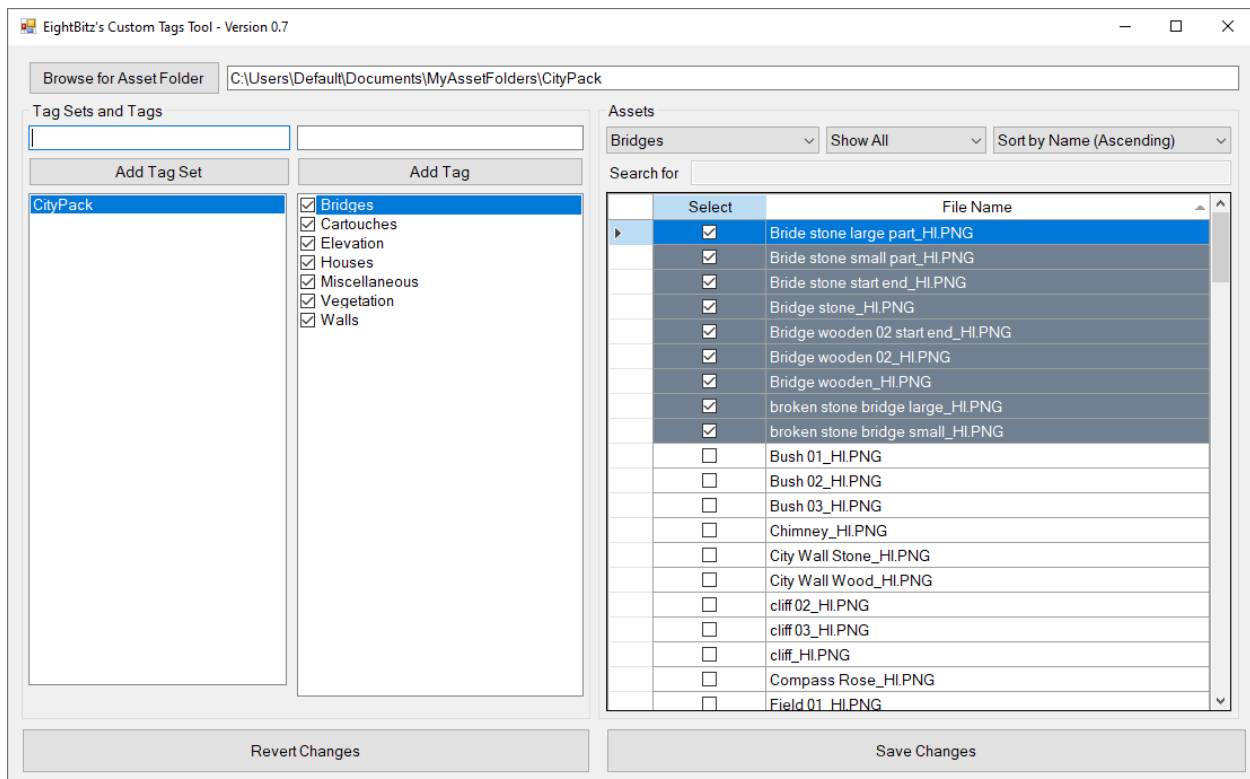 EightBitz's Custom Tags Tool - Version 0.7
Browse for Asset Folder C:\Users\Default\Documents\MyAssetFolders\CityPack
Tag Sets and Tags
Add Tag Set Add Tag
CityPack
Bridges
Cartouches
Elevation
Houses
Miscellaneous
Vegetation
Walls
Assets
Bridges Show All Sort by Name (Ascending)
Search for
Select File Name
Bride stone large part_HI.PNG
Bride stone small part_HI.PNG
Bride stone start end_HI.PNG
Bridge stone_HI.PNG
Bridge wooden 02 start end_HI.PNG
Bridge wooden 02_HI.PNG
Bridge wooden_HI.PNG
broken stone bridge large_HI.PNG
broken stone bridge small_HI.PNG
Bush 01_HI.PNG
Bush 02_HI.PNG
Bush 03_HI.PNG
Chimney_HI.PNG
City Wall Stone_HI.PNG
City Wall Wood_HI.PNG
cliff 02_HI.PNG
cliff 03_HI.PNG
cliff_HI.PNG
Compass Rose_HI.PNG
Field 01_HI.PNG
Revert Changes Save Changes